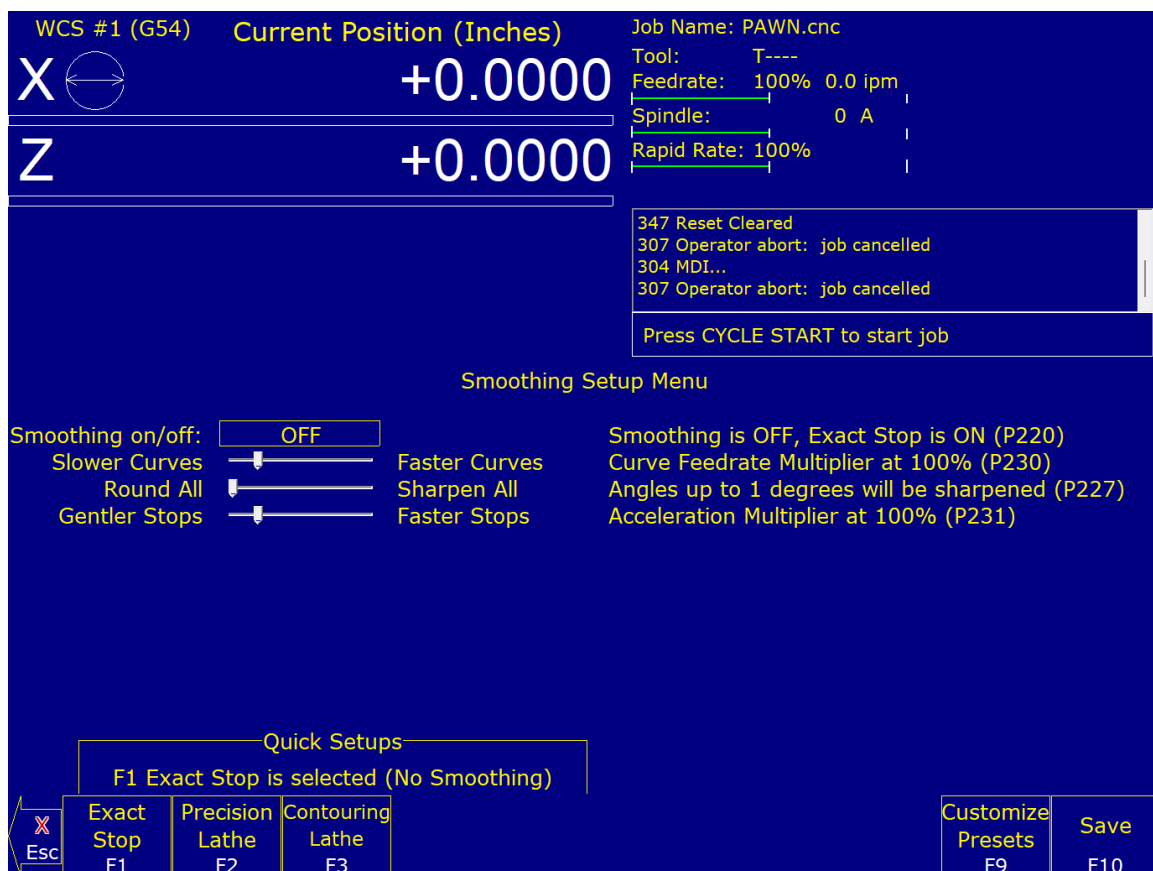 WCS #1 (G54) Current Position (Inches)
X +0.0000
Z +0.0000
Job Name: PAWN.cnc
Tool: T----
Feedrate: 100% 0.0 ipm
Spindle: 0 A
Rapid Rate: 100%
347 Reset Cleared
307 Operator abort: job cancelled
304 MDI...
307 Operator abort: job cancelled
Press CYCLE START to start job
Smoothing Setup Menu
Smoothing on/off: OFF Smoothing is OFF, Exact Stop is ON (P220)
Slower Curves Faster Curves Curve Feedrate Multiplier at 100% (P230)
Round All Sharpen All Angles up to 1 degrees will be sharpened (P227)
Gentler Stops Faster Stops Acceleration Multiplier at 100% (P231)
Quick Setups
F1 Exact Stop is selected (No Smoothing)
X
Esc
Exact
Stop
F1
Precision
Lathe
F2
Contouring
Lathe
F3
Customize
Presets
F9
Save
F10